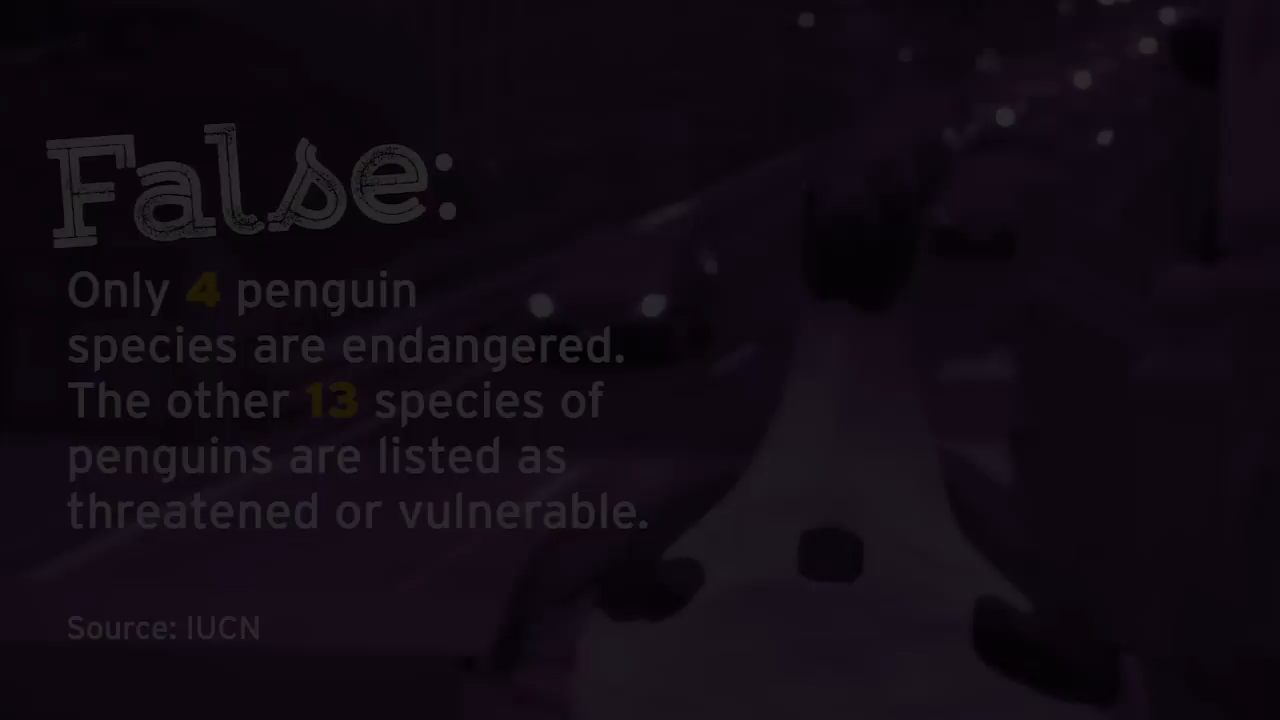 False:
Only 4 penguin
species are endangered.
The other 13 species of
penguins are listed as
threatened or vulnerable.
Source: IUCN